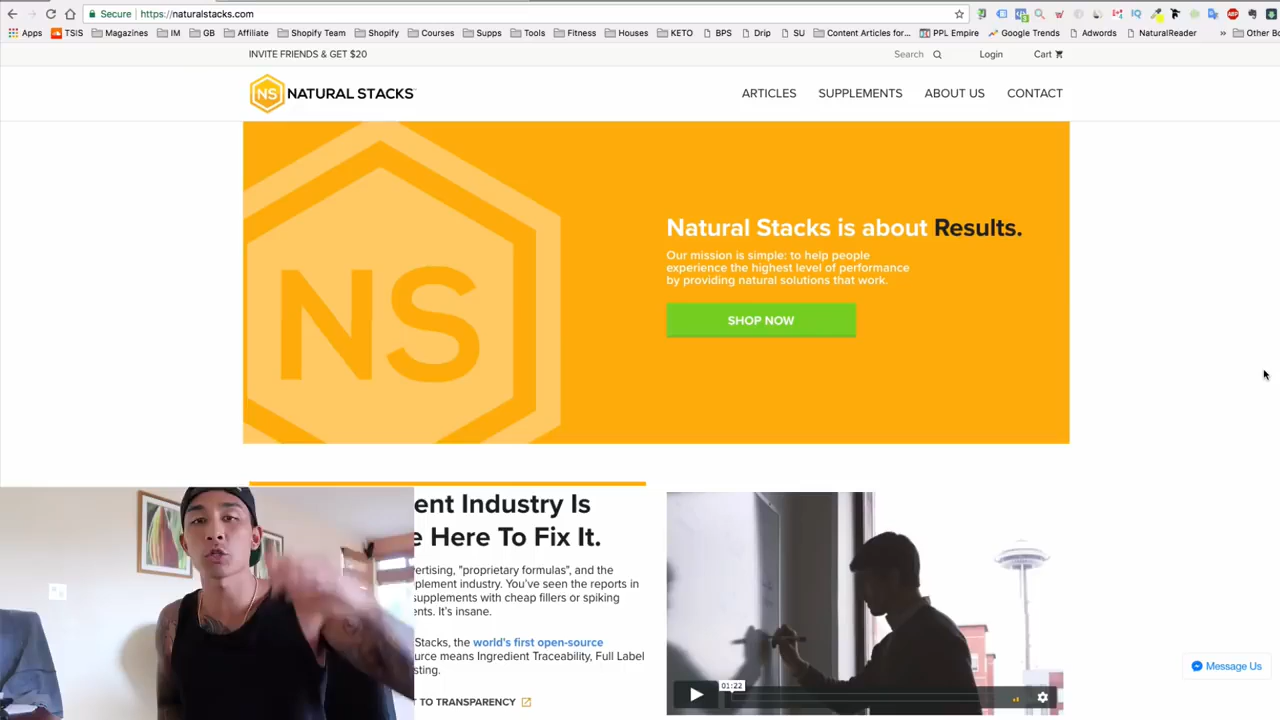 Secure
https://naturalstacks.com
Apps
TSiS
Magazines
IM
GB
Affiliate
Shopify Team
Shopify
Courses
Supps
Tools
Fitness
Houses
KETO
BPS
Drip
SU
Content Articles for...
PPL Empire
Google Trends
Adwords
NaturalReader
»
Other Bo
INVITE FRIENDS & GET $20
Search
Login
Cart
NS NATURAL STACKS
ARTICLES
SUPPLEMENTS
ABOUT US
CONTACT
NS
Natural Stacks is about Results.
Our mission is simple: to help people
experience the highest level of performance
by providing natural solutions that work.
SHOP NOW
ent Industry Is
e Here To Fix It.
ertising, "proprietary formulas", and the
plement industry. You've seen the reports in
supplements with cheap fillers or spiking
ents. It's insane.
Stacks, the world's first open-source
urce means Ingredient Traceability, Full Label
sting.
T TO TRANSPARENCY
01:22
Message Us